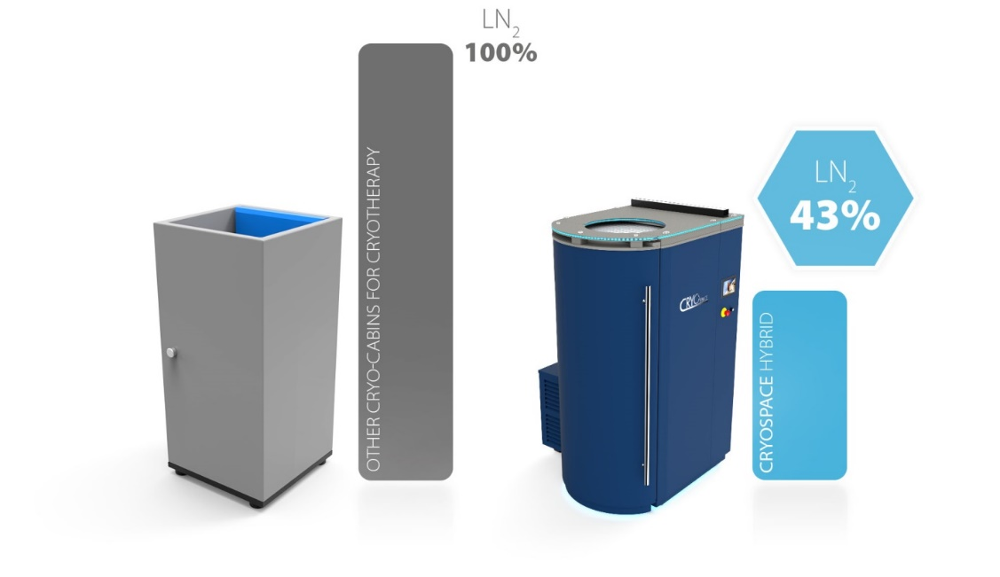 LN2
100%
OTHER CRYO-CABINS FOR CRYOTHERAPY
LN2
43%
CRYOSPACE HYBRID